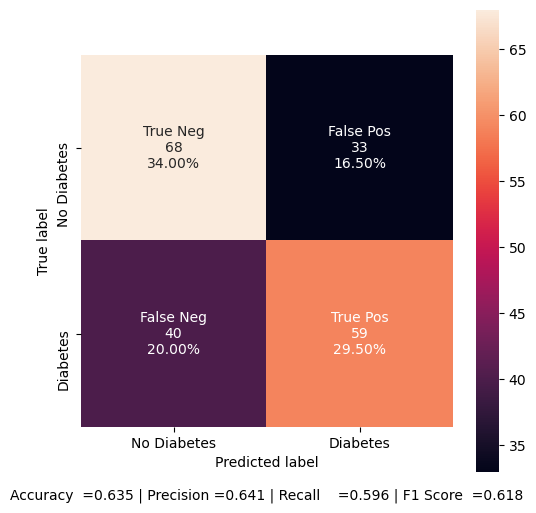 True Neg
68
34.00%
False Pos
33
16.50%
False Neg
40
20.00%
True Pos
59
29.50%
No Diabetes
Diabetes
True label
No Diabetes
Diabetes
Predicted label
65
60
55
50
45
40
35
Accuracy =0.635 | Precision =0.641 | Recall =0.596 | F1 Score =0.618